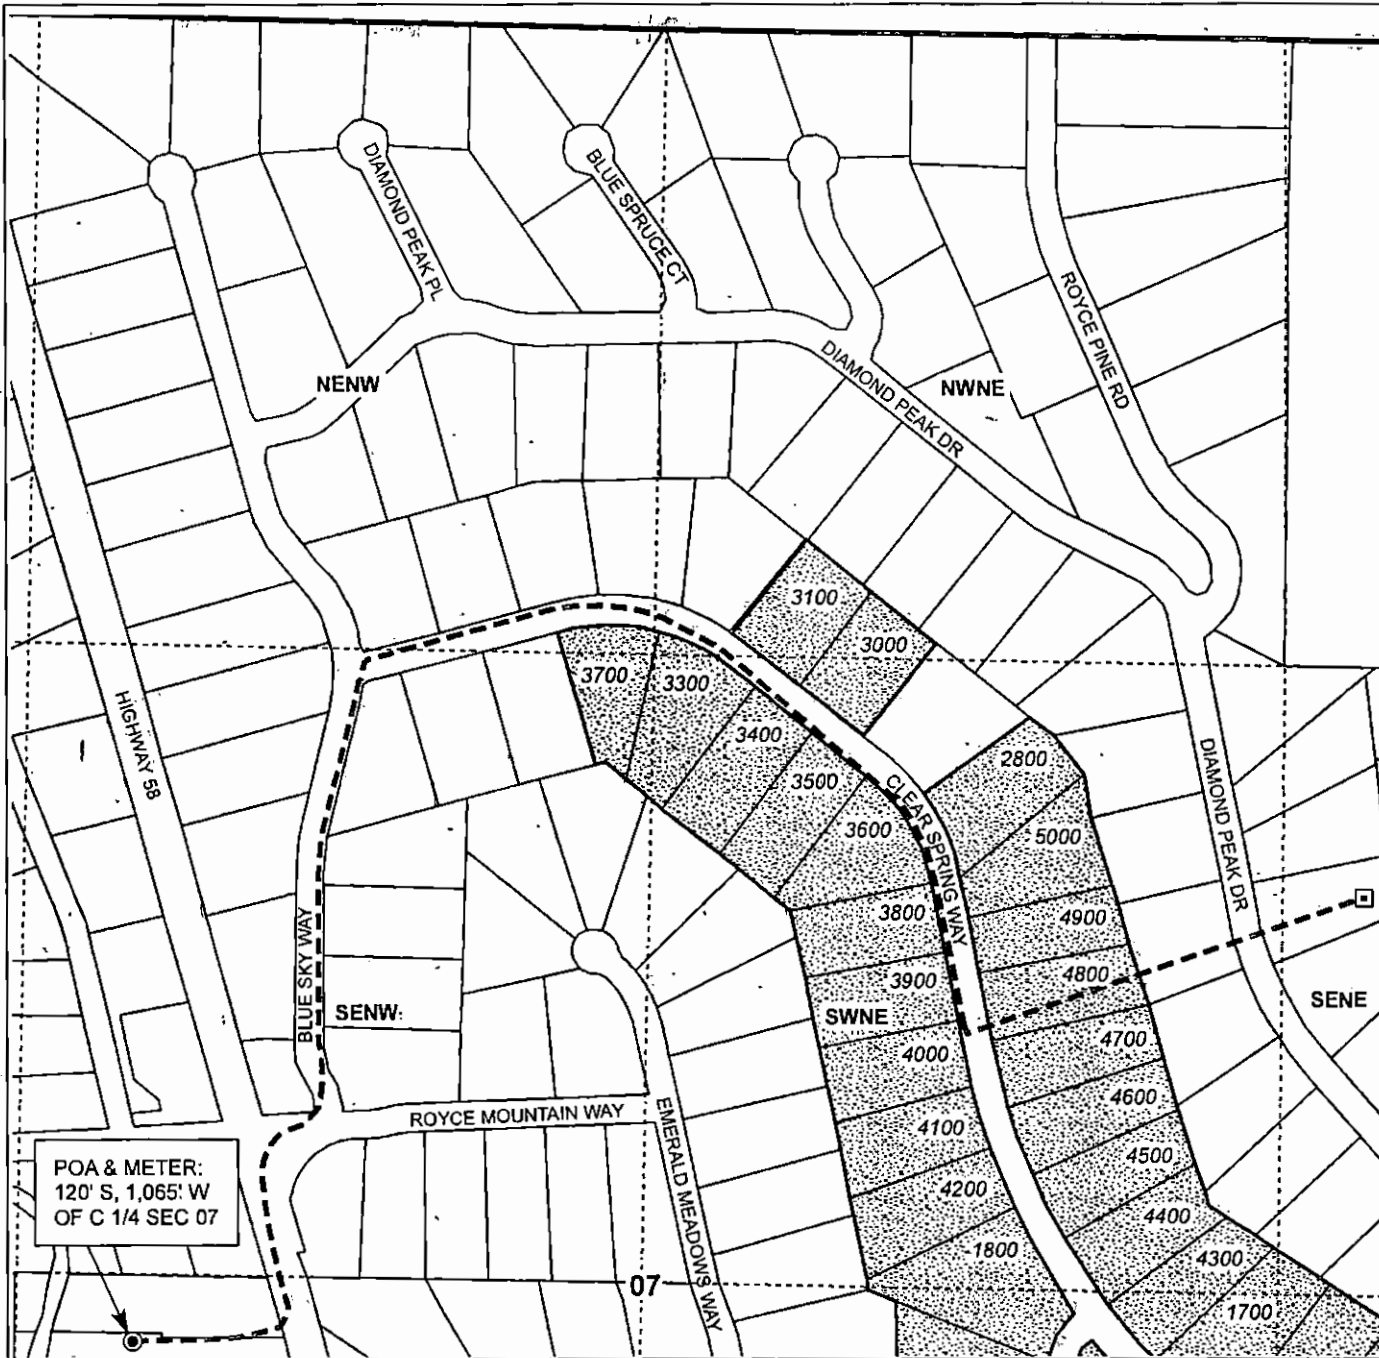 DIAMOND PEAK PL
BLUE SPRUCE CT
ROYCE PINE RD
NENW
DIAMOND PEAK DR
NWNE
3100
3000
3700
3300
HIGHWAY 58
3400
2800
3500
CLEAR SPRING WAY
DIAMOND PEAK DR
3600
5000
3800
4900
BLUE SKY WAY
3900
4800
SENW
SWNE
SENE
4000
4700
ROYCE MOUNTAIN WAY
4600
EMERALD MEADOWS WAY
4100
4500
POA & METER:
120' S, 1,065' W
OF C 1/4 SEC 07
4200
4400
1800
4300
07
1700